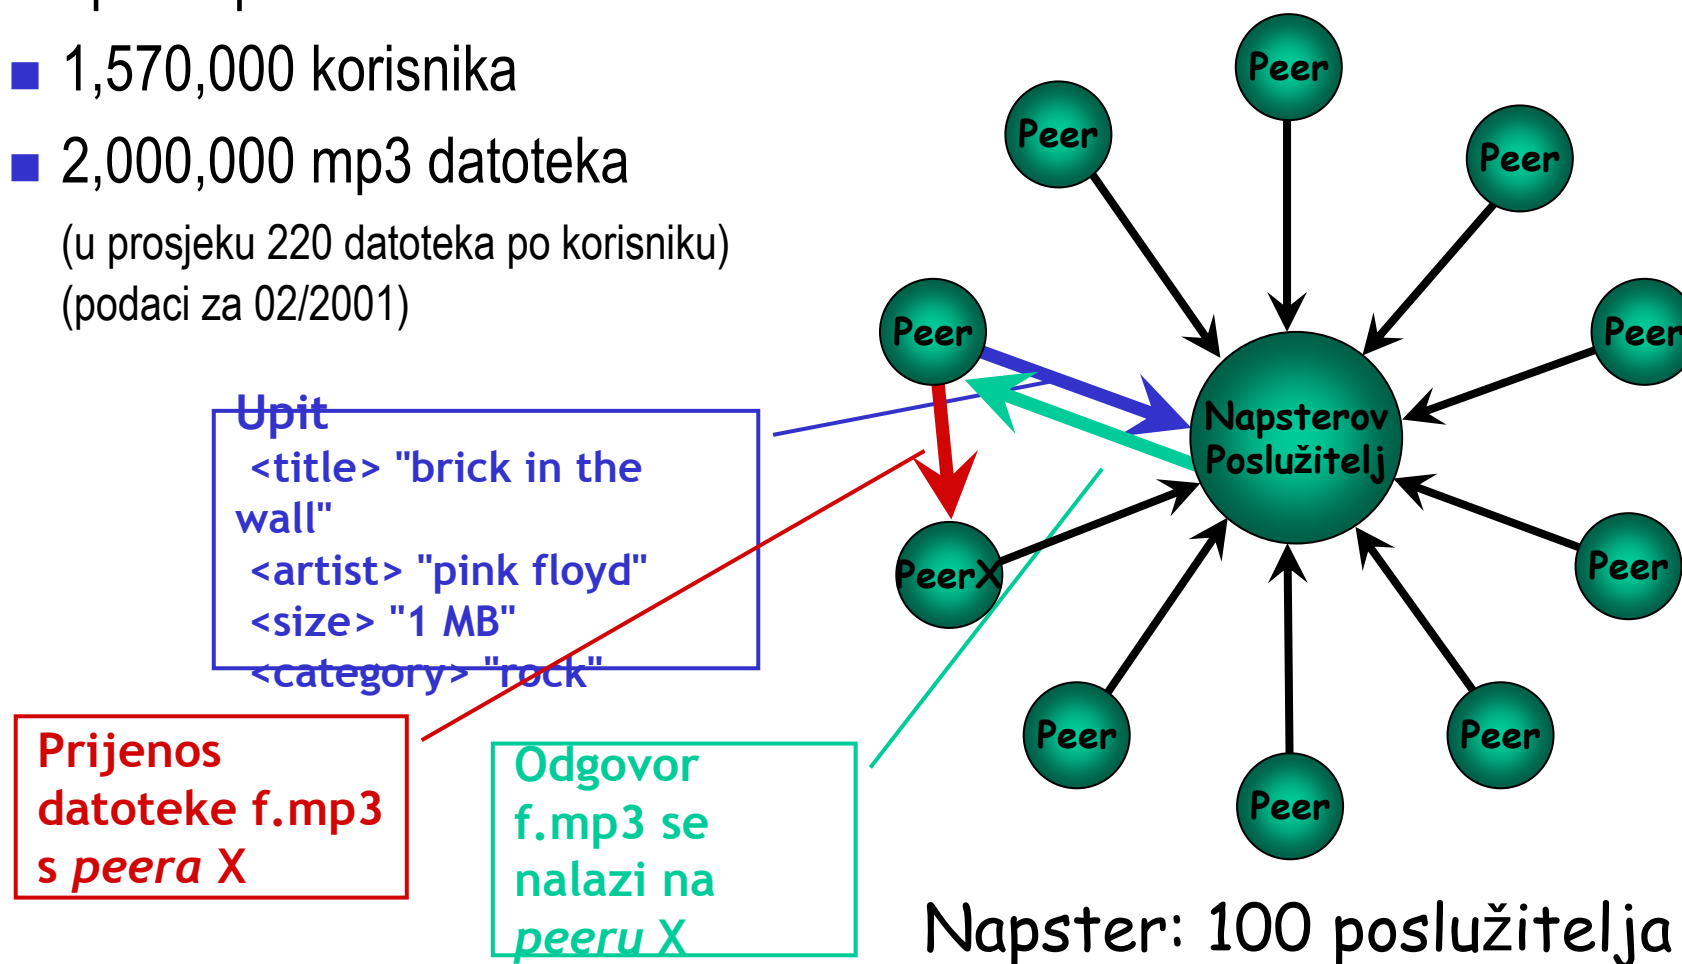 1,570,000 korisnika
2,000,000 mp3 datoteka
(u prosjeku 220 datoteka po korisniku)
(podaci za 02/2001)
Upit
<title> "brick in the
wall"
<artist> "pink floyd"
<size> "1 MB"
<category> "rock"
Prijenos
datoteke f.mp3
s peera X
Odgovor
f.mp3 se
nalazi na
peeru X
Peer
Peer
Peer
Peer
Peer
Napsterov
Poslužitelj
PeerX
Peer
Peer
Peer
Peer
Napster: 100 poslužitelja